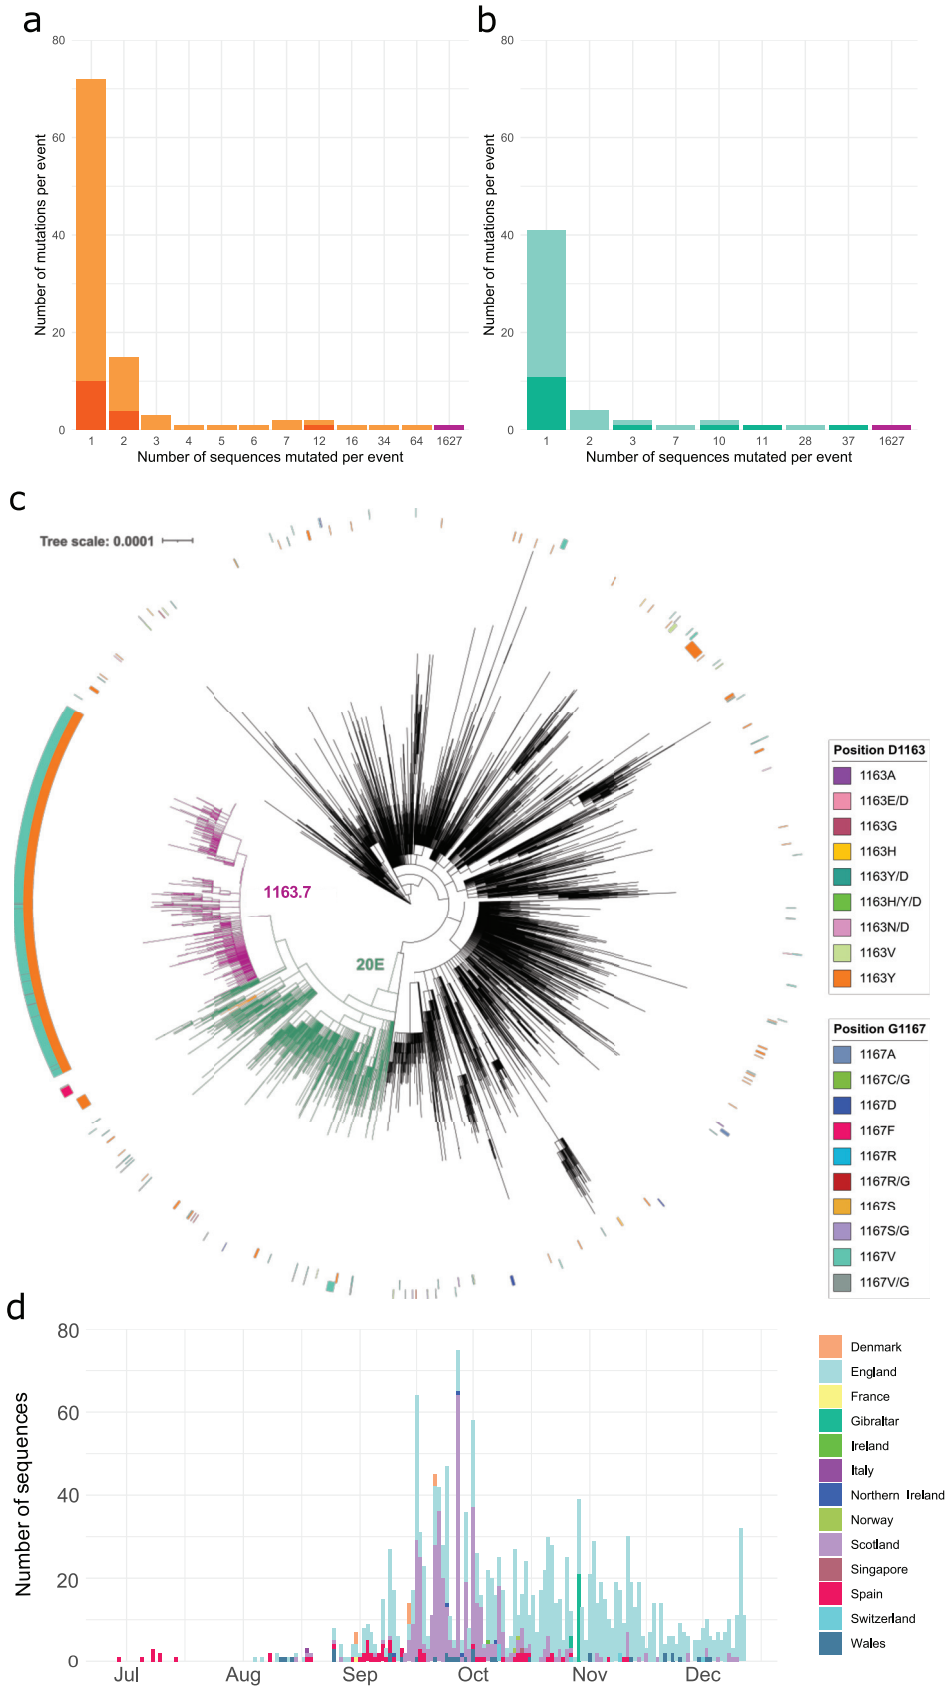 a
80
60
40
20
0
Number of mutations per event
1 2 3 4 5 6 7 12 16 34 64 1627
Number of sequences mutated per event
b
80
60
40
20
0
Number of mutations per event
1 2 3 7 10 11 28 37 1627
Number of sequences mutated per event
c
Tree scale: 0.0001
1163.7
20E
Position D1163
1163A
1163E/D
1163G
1163H
1163Y/D
1163H/Y/D
1163N/D
1163V
1163Y
Position G1167
1167A
1167C/G
1167D
1167F
1167R
1167R/G
1167S
1167S/G
1167V
1167V/G
d
80
60
40
20
0
Number of sequences
Jul Aug Sep Oct Nov Dec
Denmark
England
France
Gibraltar
Ireland
Italy
Northern Ireland
Norway
Scotland
Singapore
Spain
Switzerland
Wales